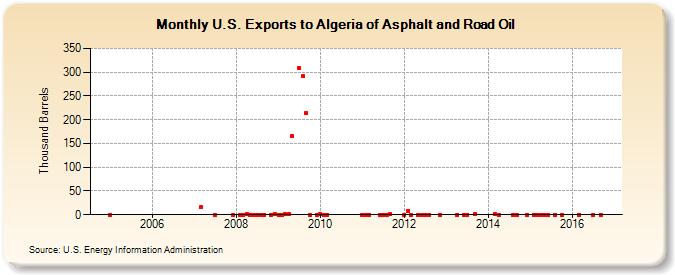 Monthly U.S. Exports to Algeria of Asphalt and Road Oil
Thousand Barrels
350
300
250
200
150
100
50
0
2006 2008 2010 2012 2014 2016
Source: U.S. Energy Information Administration